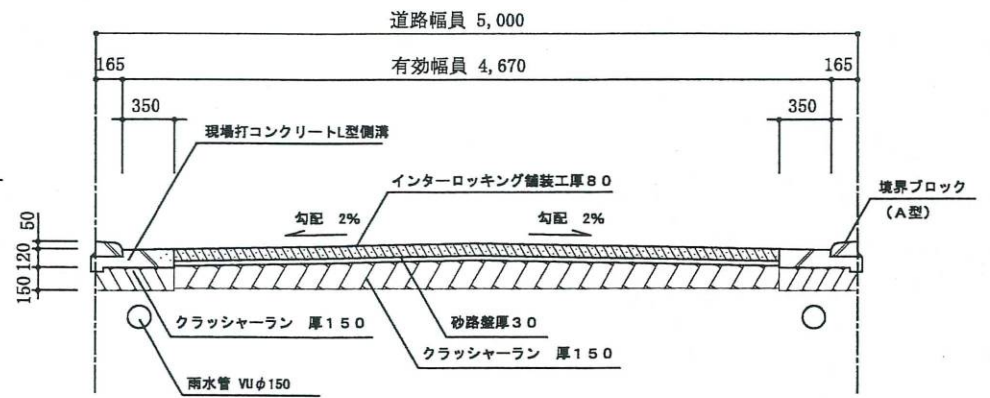 道路幅員 5,000
165
有効幅員 4,670
165
350
350
現場打コンクリートL型側溝
インターロッキング舗装工厚80
境界ブロック
(A型)
勾配 2%
勾配 2%
50
120
150
クラッシャーラン 厚150
砂路盤厚30
クラッシャーラン 厚150
雨水管 VUφ150